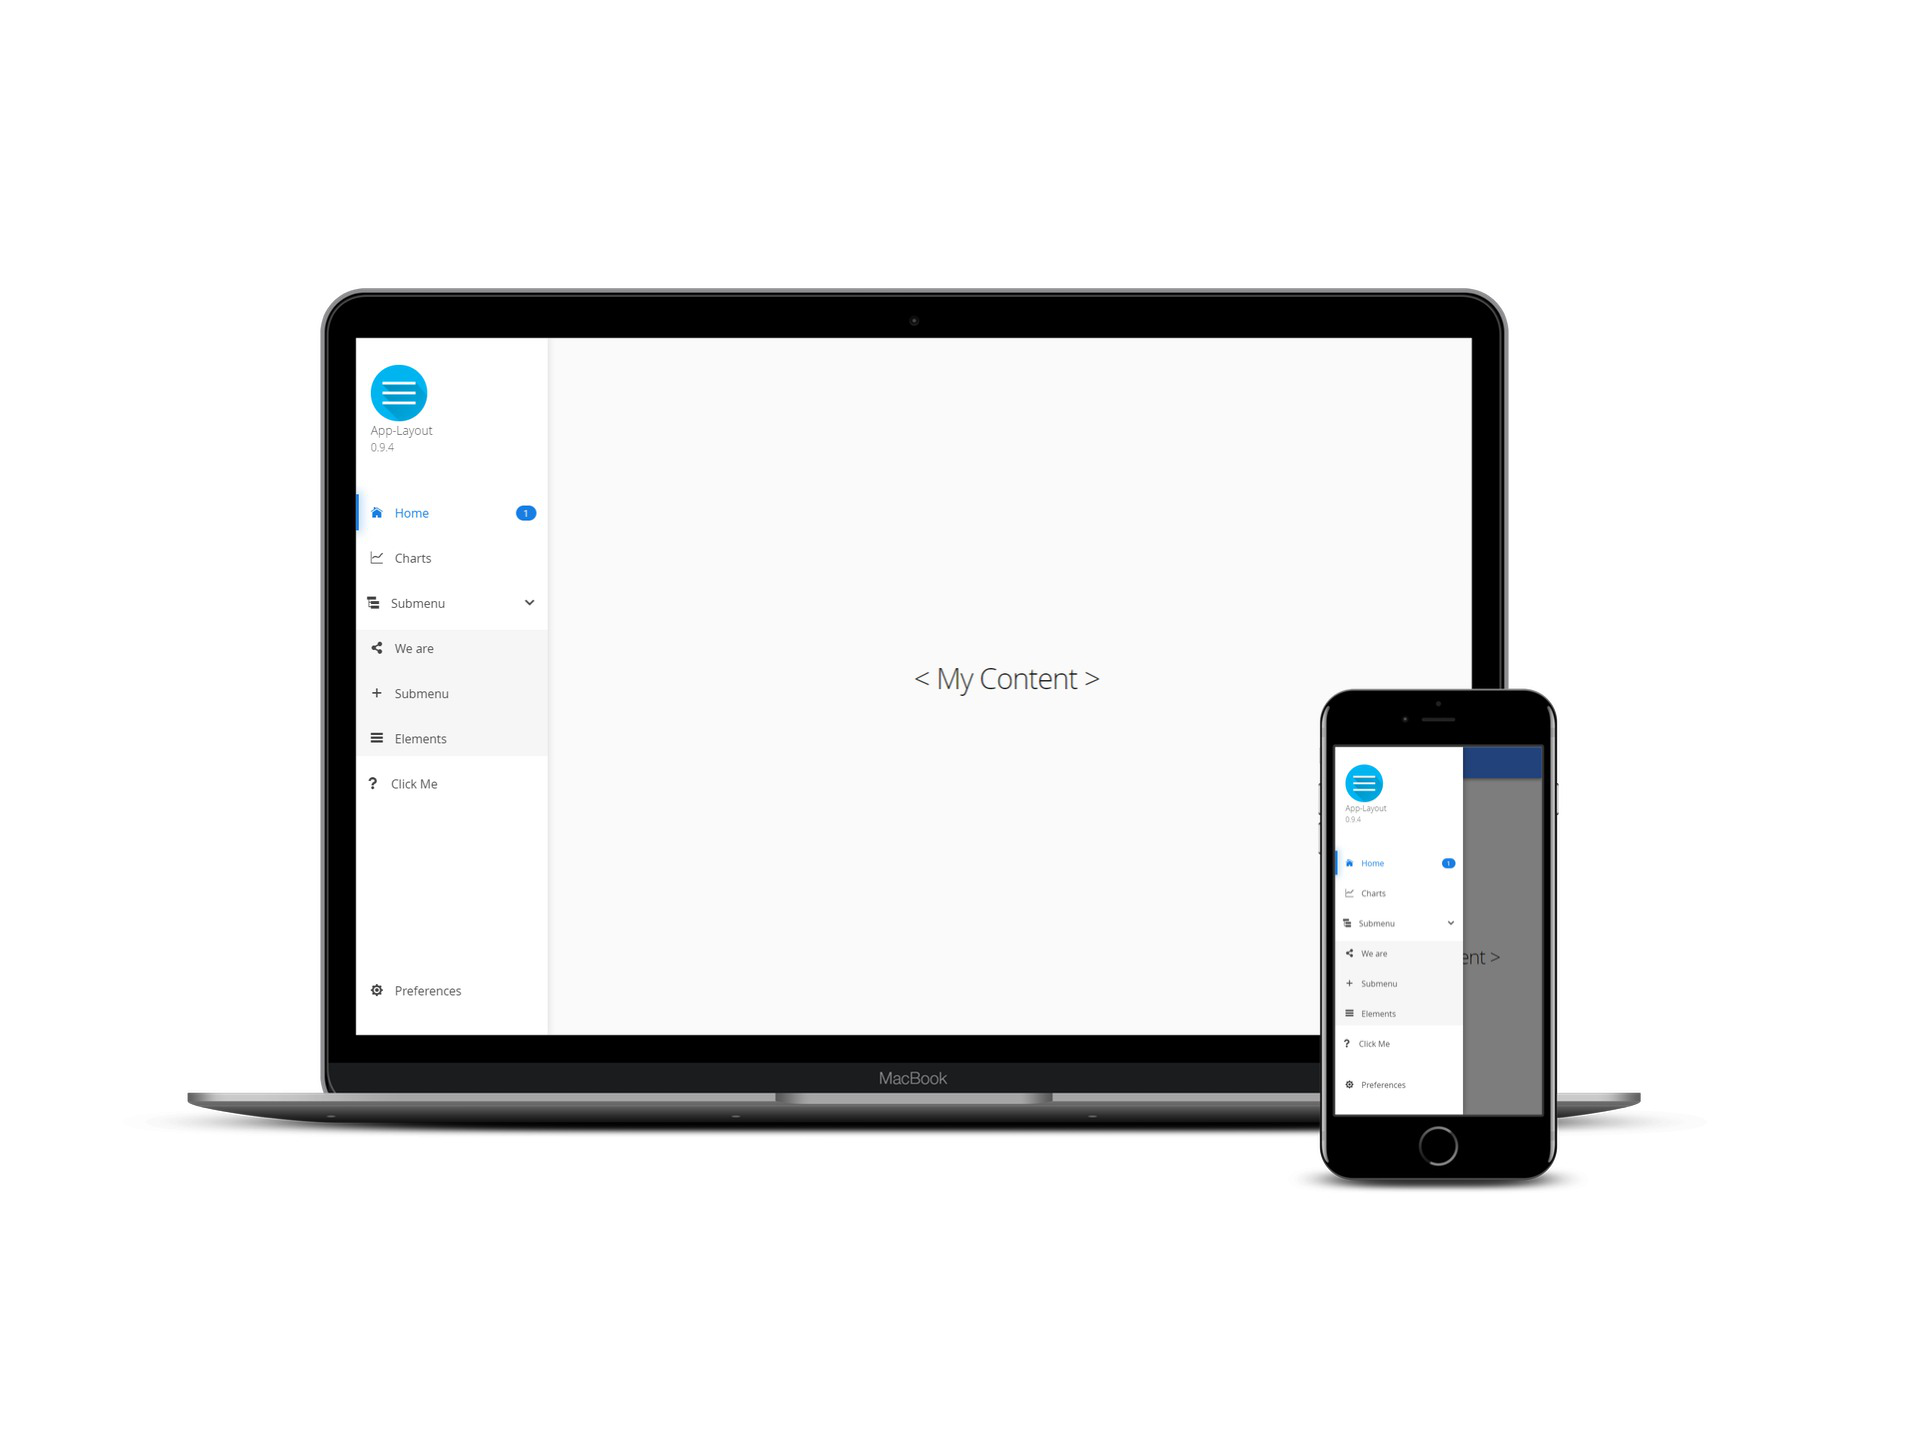 App-Layout
0.9.4
Home 1
Charts
Submenu
We are
Submenu
Elements
Click Me
Preferences
< My Content >
MacBook
App-Layout
0.9.4
Home 1
Charts
Submenu
We are
Submenu
Elements
Click Me
Preferences
ent >